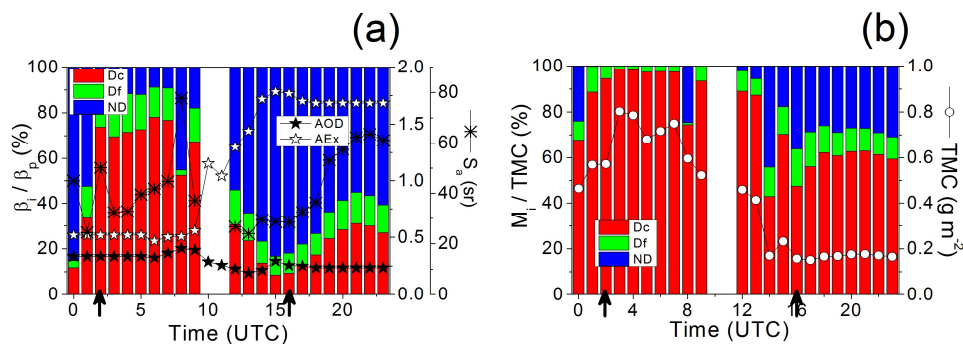 (a)
100
80
60
40
20
0
β_i / β_p (%)
Dc
Df
ND
AOD
AEx
2.0
1.5
1.0
0.5
0.0
80
60
40
20
0
S_a (sr)
0 5 10 15 20
Time (UTC)
(b)
100
80
60
40
20
0
M_i / TMC (%)
Dc
Df
ND
1.0
0.8
0.6
0.4
0.2
0.0
TMC (g m^-2)
0 4 8 12 16 20
Time (UTC)